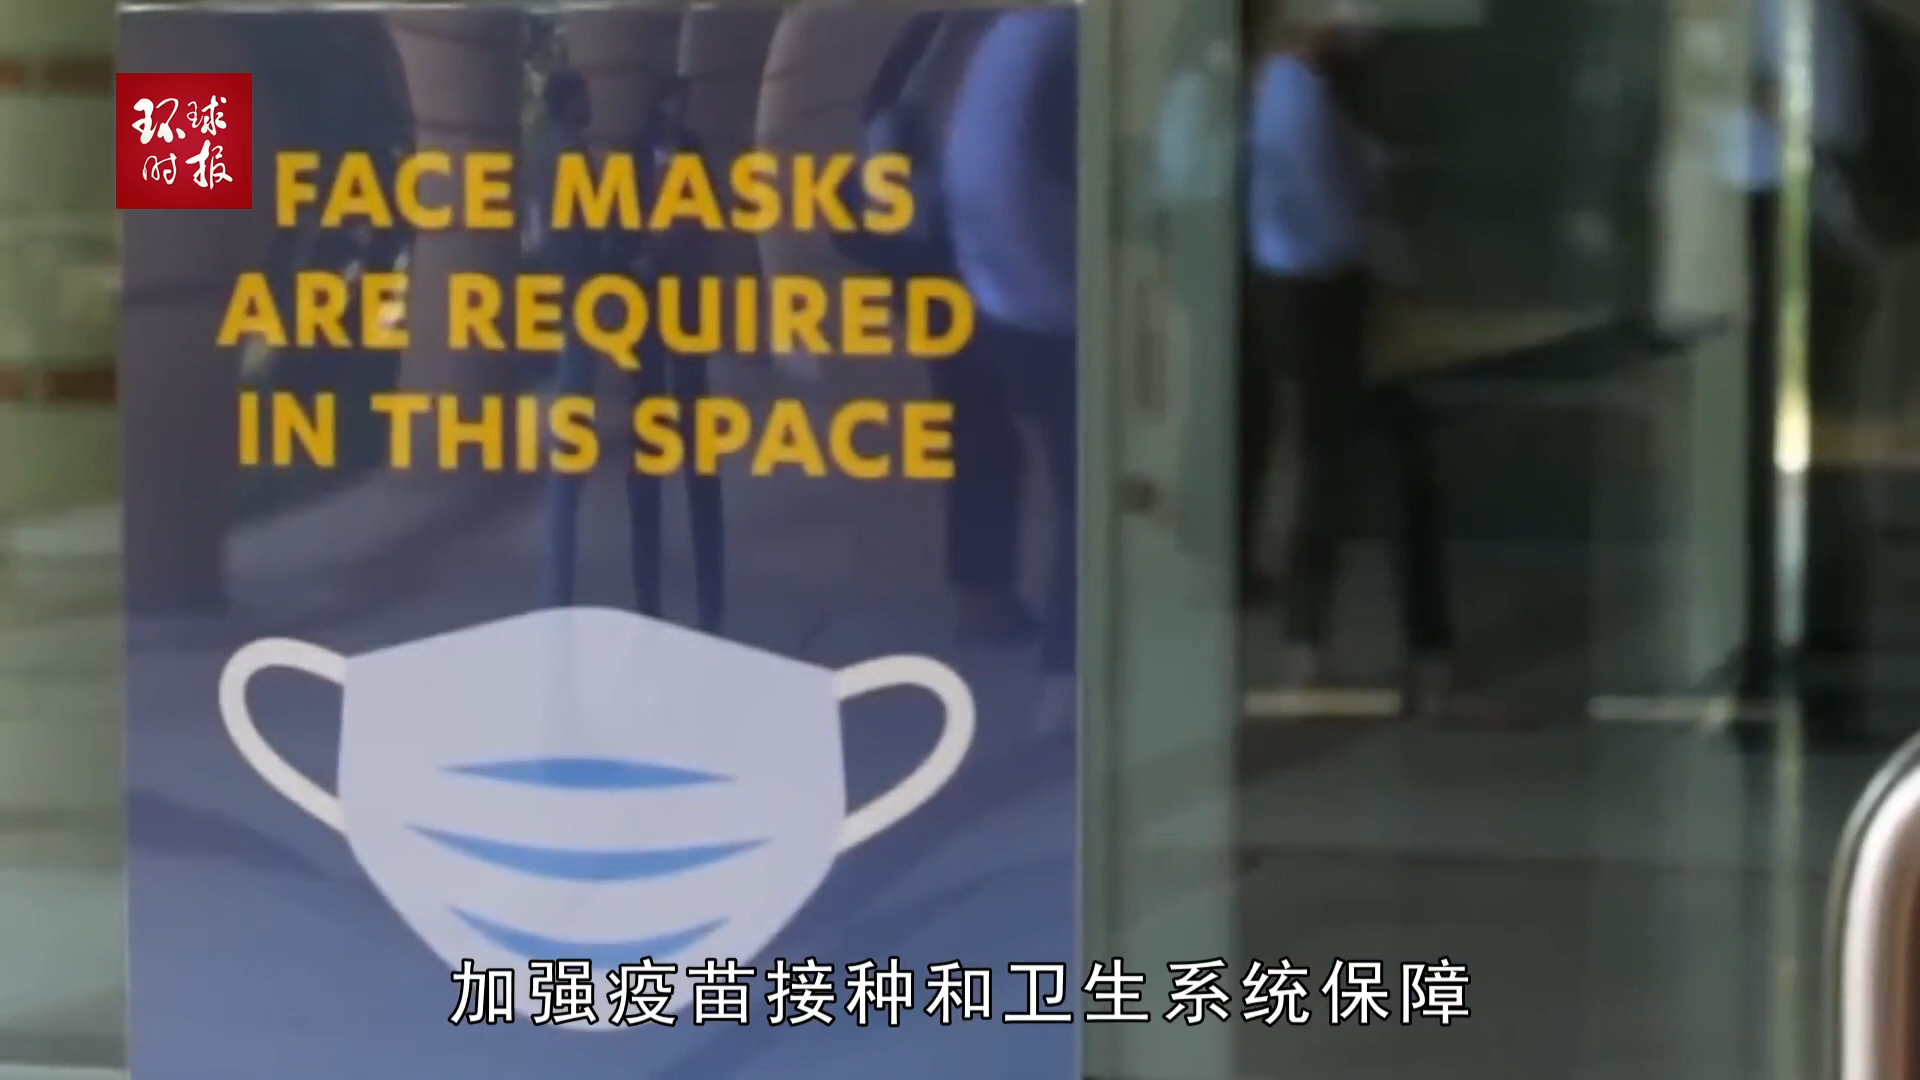 环球
时报
FACE MASKS
ARE REQUIRED
IN THIS SPACE
加强疫苗接种和卫生系统保障